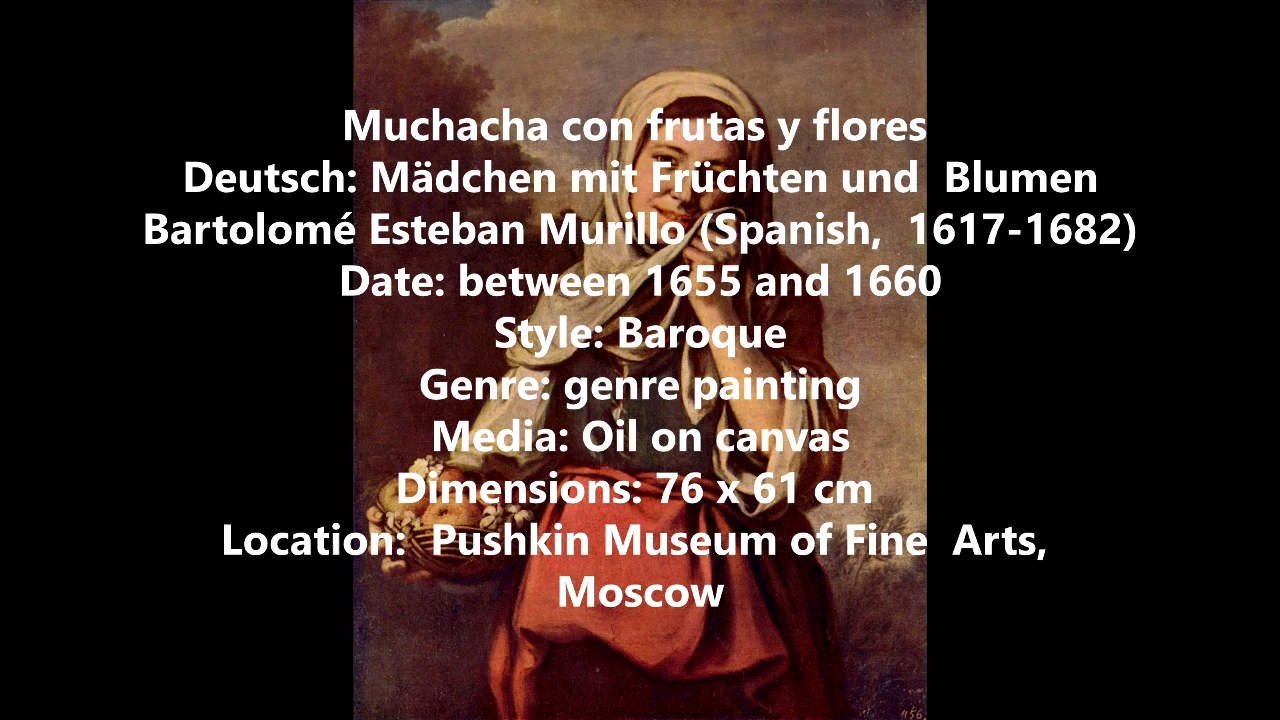 Muchacha con frutas y flores
Deutsch: Mädchen mit Früchten und Blumen
Bartolomé Esteban Murillo (Spanish, 1617-1682)
Date: between 1655 and 1660
Style: Baroque
Genre: genre painting
Media: Oil on canvas
Dimensions: 76 x 61 cm
Location: Pushkin Museum of Fine Arts,
Moscow
456.